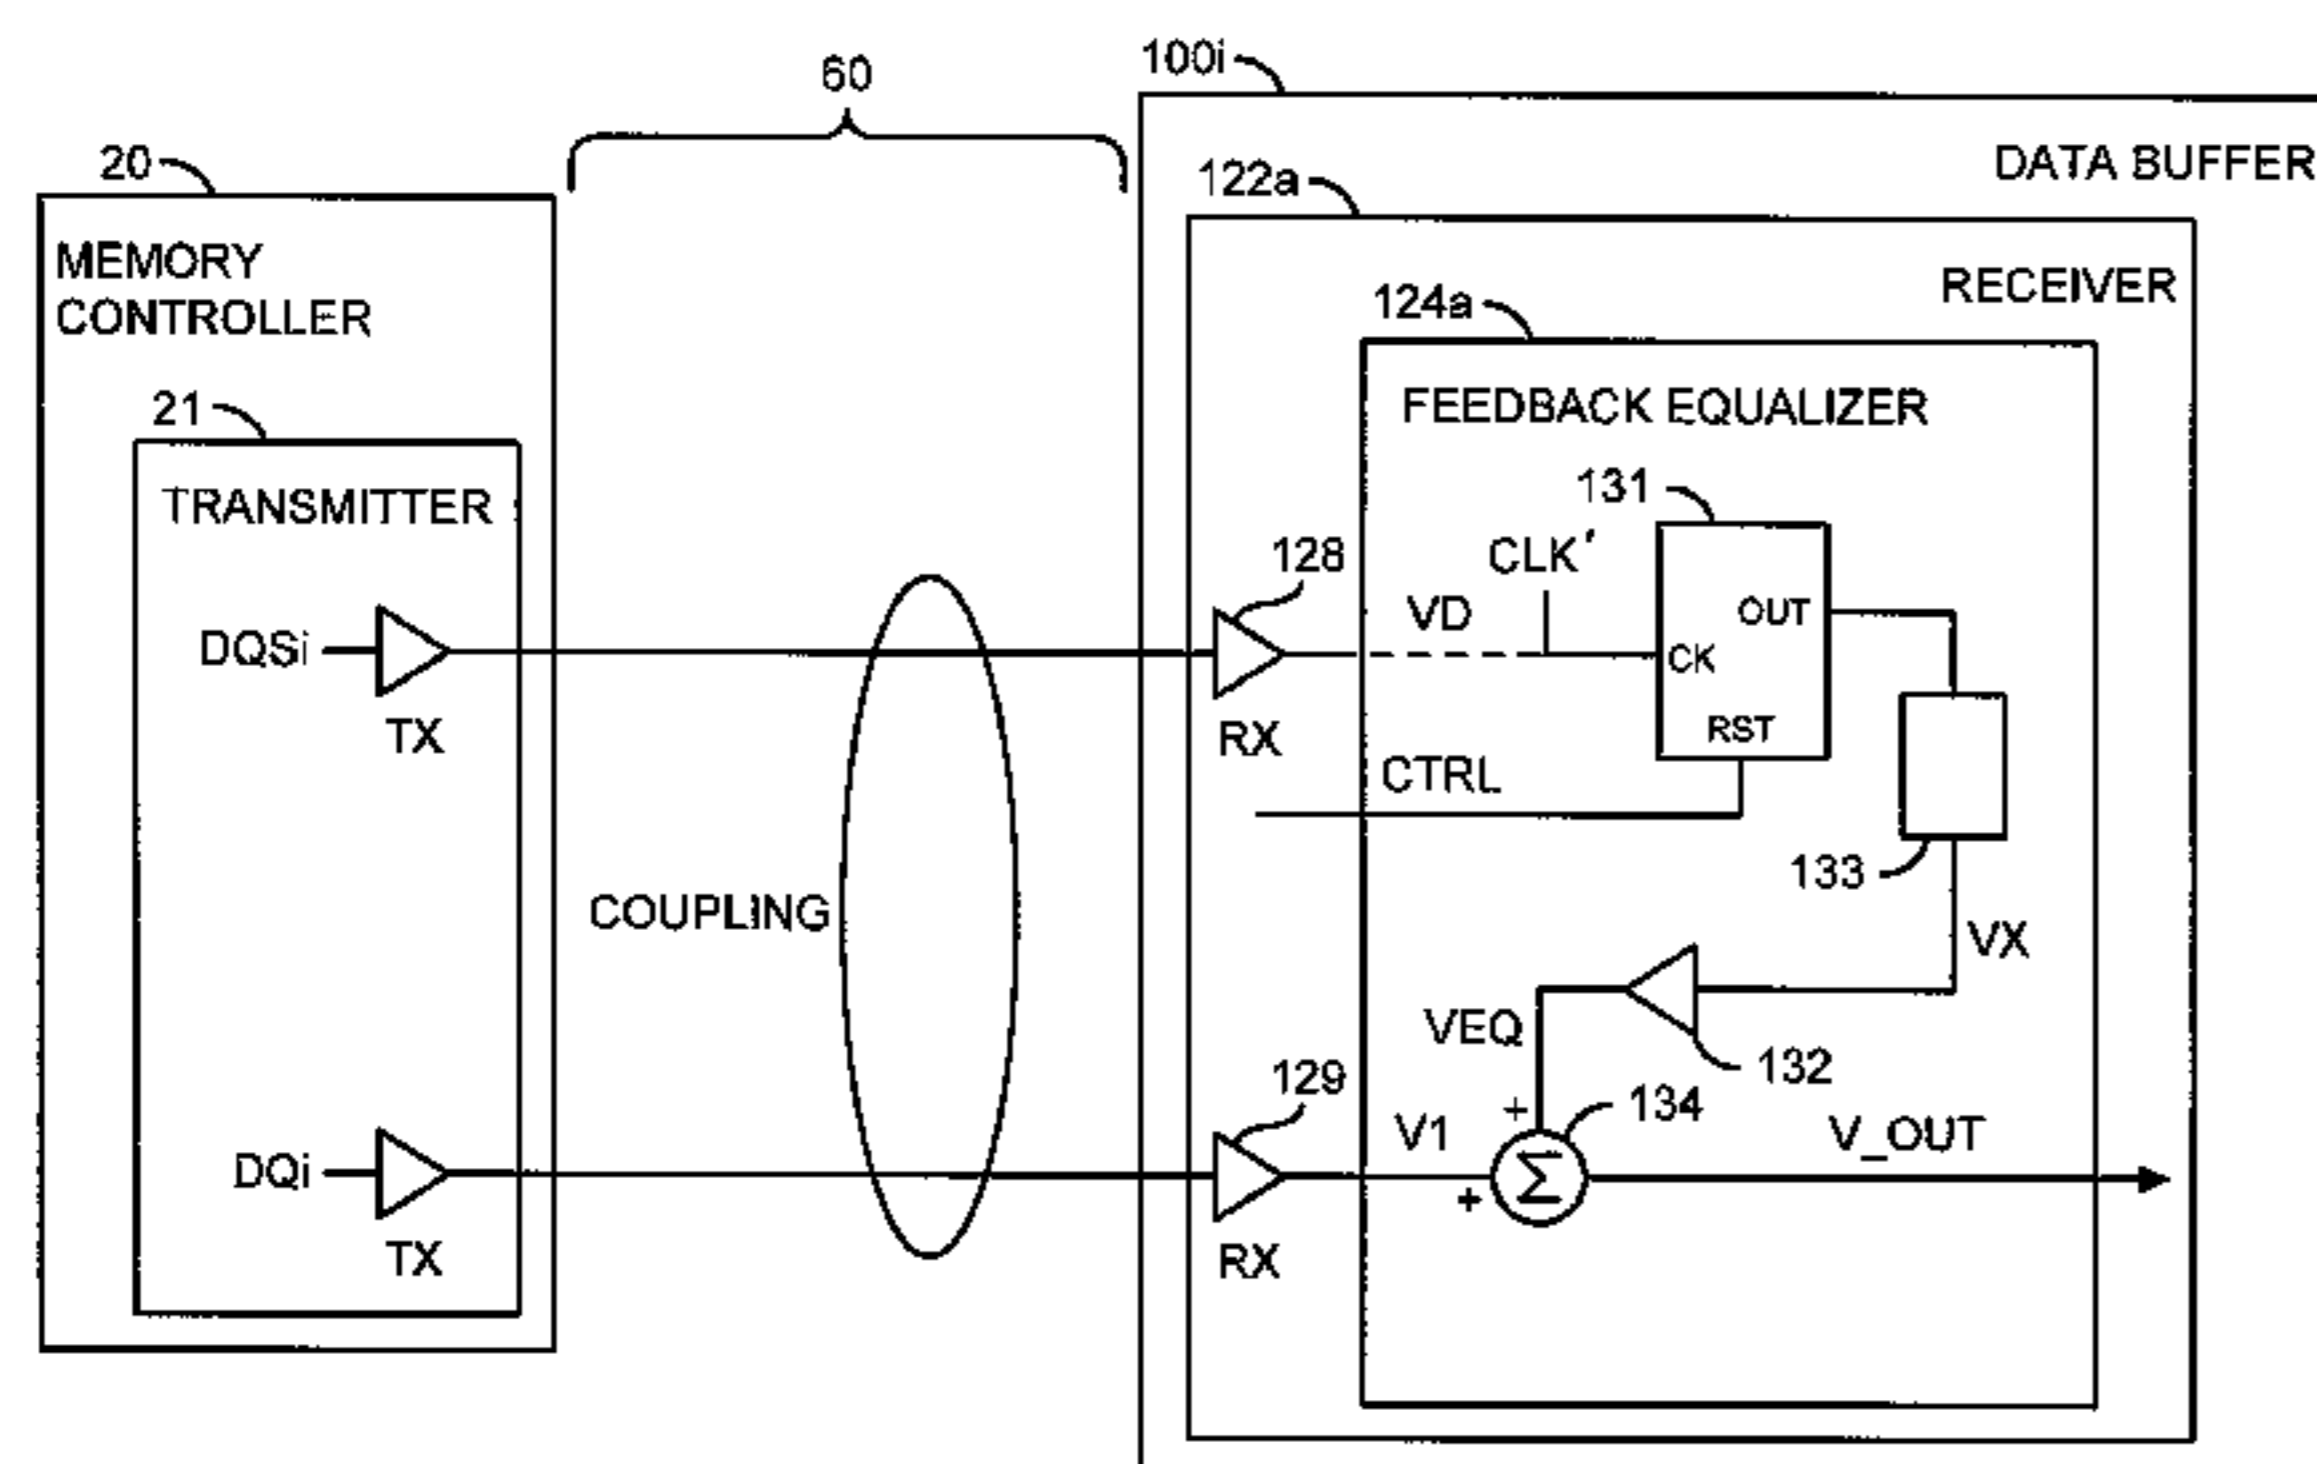 60
100i
DATA BUFFER
20
122a
MEMORY
CONTROLLER
RECEIVER
124a
21
FEEDBACK EQUALIZER
TRANSMITTER
131
128
CLK'
VD
OUT
DQSi
CK
TX
RX
RST
CTRL
133
COUPLING
VX
VEQ
132
129
+
134
V1
V_OUT
DQi
Σ
+
TX
RX